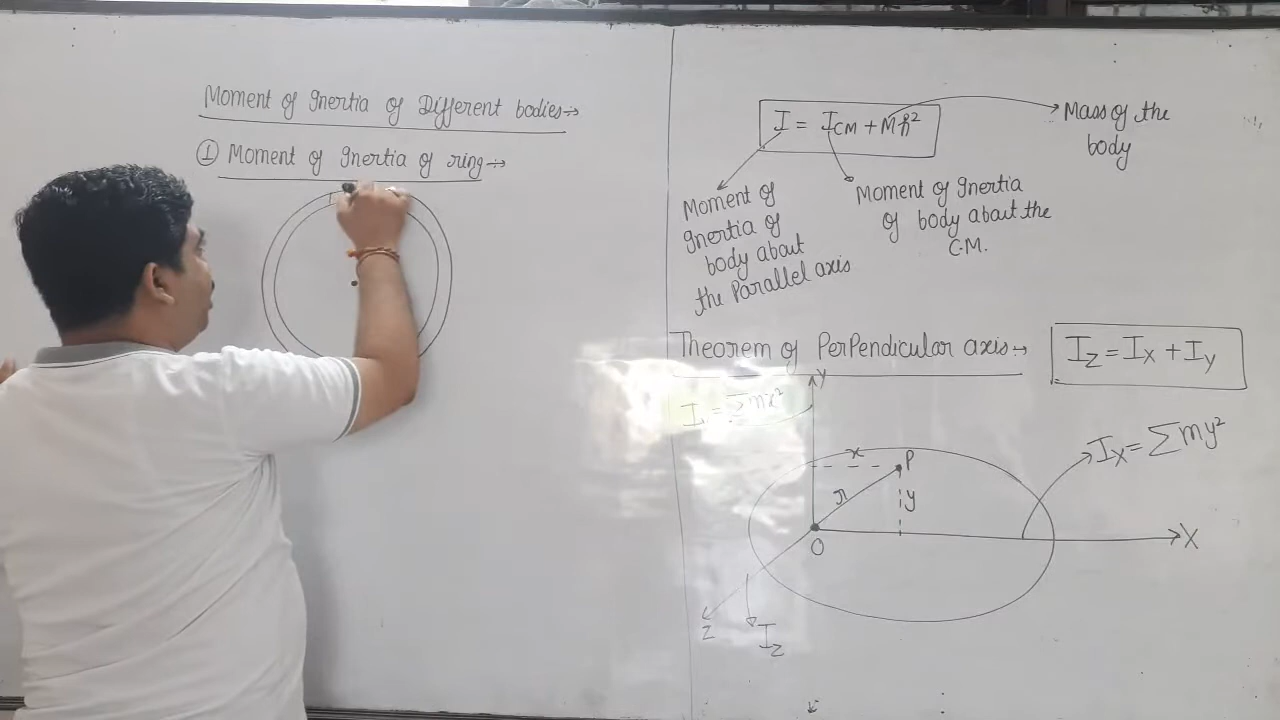 Moment of Inertia of Different bodies→
① Moment of Inertia of ring→
I = ICM + Mh²
Mass of the
body
Moment of
Inertia of
body about
the Parallel axis
Moment of Inertia
of body about the
C.M.
Theorem of Perpendicular axis→
IZ = IX + IY
Y
I = Σmx²
IX = Σmy²
x
P
r
y
O
X
Z
IZ